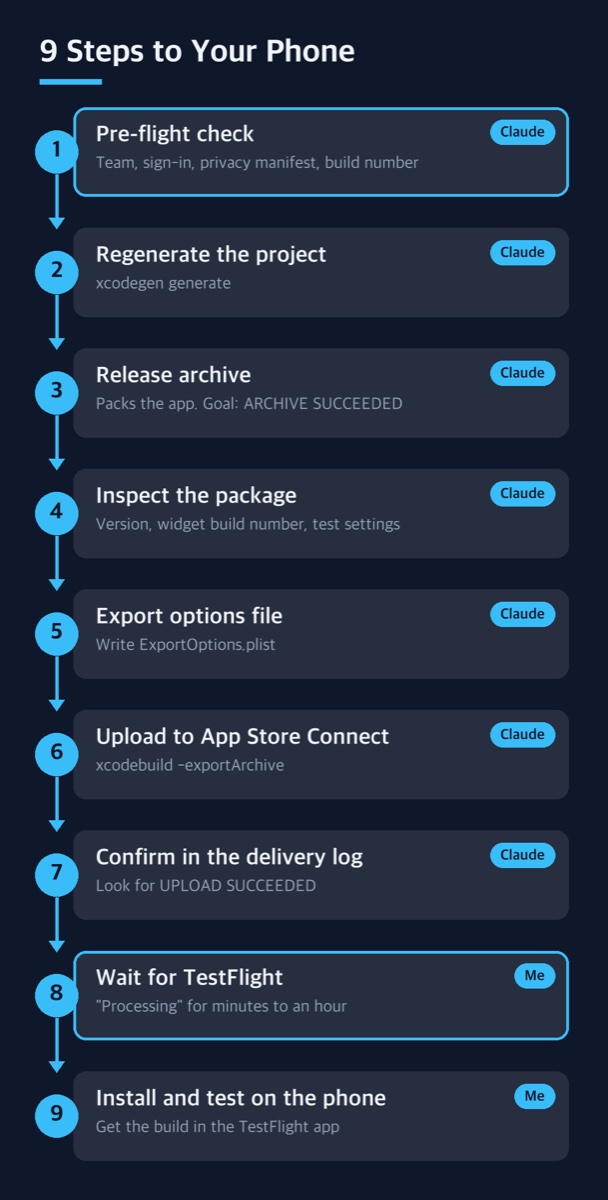 9 Steps to Your Phone
1
Pre-flight check
Claude
Team, sign-in, privacy manifest, build number
2
Regenerate the project
Claude
xcodegen generate
3
Release archive
Claude
Packs the app. Goal: ARCHIVE SUCCEEDED
4
Inspect the package
Claude
Version, widget build number, test settings
5
Export options file
Claude
Write ExportOptions.plist
6
Upload to App Store Connect
Claude
xcodebuild -exportArchive
7
Confirm in the delivery log
Claude
Look for UPLOAD SUCCEEDED
8
Wait for TestFlight
Me
"Processing" for minutes to an hour
9
Install and test on the phone
Me
Get the build in the TestFlight app